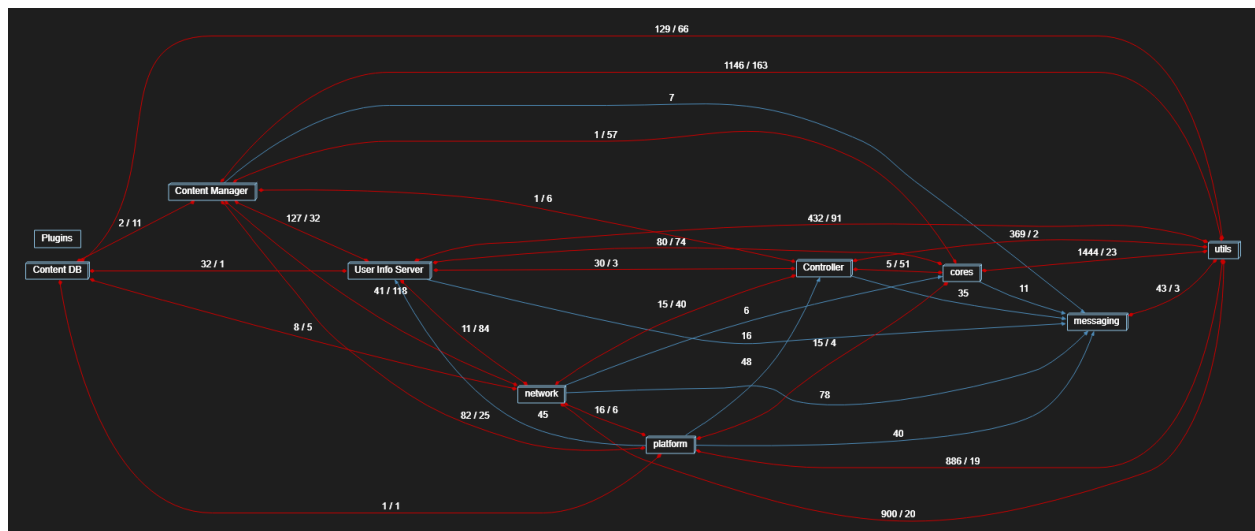 129 / 66
1146 / 163
7
1 / 57
Content Manager
1 / 6
127 / 32
2 / 11
432 / 91
Plugins
80 / 74
369 / 2
utils
1444 / 23
Content DB
32 / 1
User Info Server
30 / 3
Controller
5 / 51
cores
41 / 118
11
43 / 3
35
15 / 40
6
messaging
8 / 5
11 / 84
16
15 / 4
48
network
78
82 / 25
45
16 / 6
platform
40
886 / 19
1 / 1
900 / 20